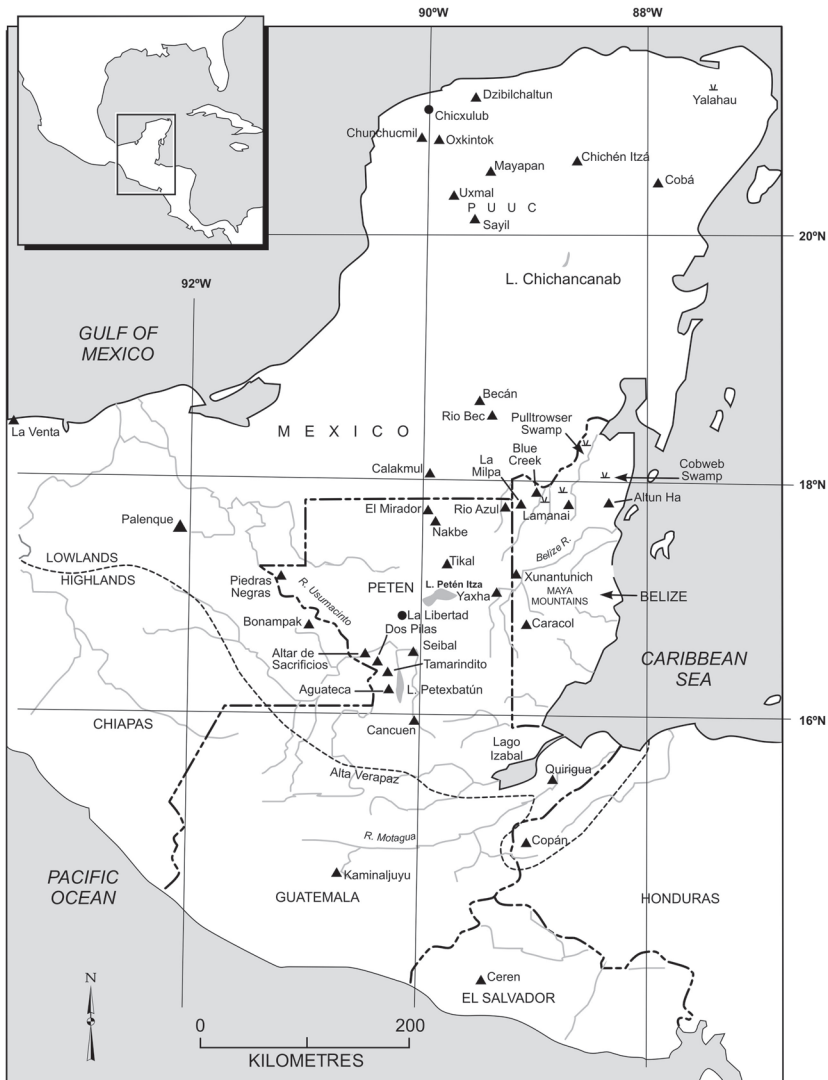 90ºW
88ºW
Dzibilchaltun
Yalahau
Chicxulub
Chunchucmil
Oxkintok
Chichén Itzá
Mayapan
Cobá
Uxmal
P U U C
Sayil
20ºN
L. Chichancanab
92ºW
GULF OF
MEXICO
Becán
Rio Bec
Pulltrowser
Swamp
La Venta
M E X I C O
Blue
Creek
La
Milpa
Calakmul
Cobweb
Swamp
18ºN
Altun Ha
El Mirador
Rio Azul
Lamanai
Palenque
Nakbe
Belize R.
LOWLANDS
HIGHLANDS
Tikal
Piedras
Negras
R. Usumacinto
PETEN
L. Petén Itza
Yaxha
Xunantunich
MAYA
MOUNTAINS
BELIZE
La Libertad
Bonampak
Dos Pilas
Caracol
Altar de
Sacrificios
Seibal
Tamarindito
CARIBBEAN
SEA
Aguateca
L. Petexbatún
16ºN
CHIAPAS
Cancuen
Lago
Izabal
Alta Verapaz
Quirigua
R. Motagua
Copán
PACIFIC
OCEAN
Kaminaljuyu
GUATEMALA
HONDURAS
N
Ceren
EL SALVADOR
0
200
KILOMETRES